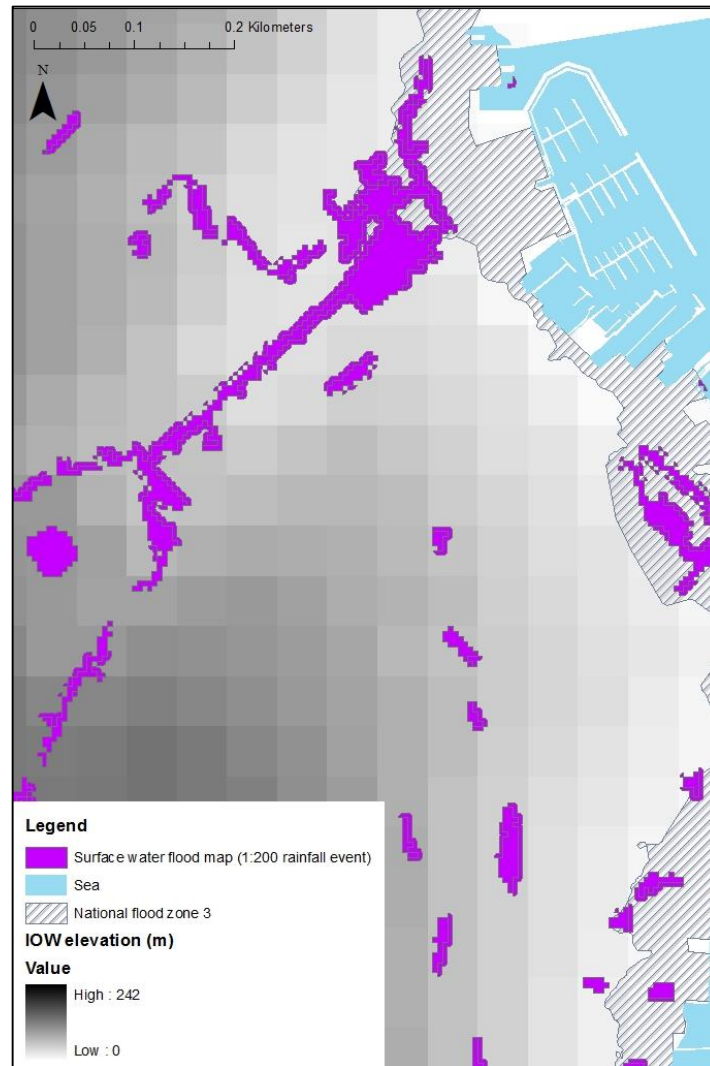 0 0.05 0.1 0.2 Kilometers
N
Legend
Surface water flood map (1:200 rainfall event)
Sea
National flood zone 3
IOW elevation (m)
Value
High : 242
Low : 0